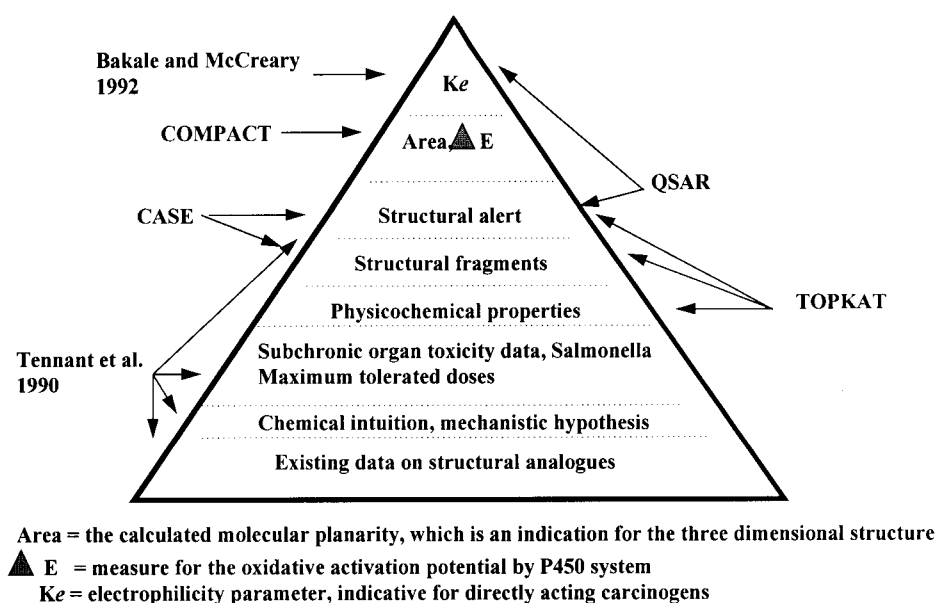 Bakale and McCreary
1992
Ke
COMPACT
Area, ▲ E
QSAR
CASE
Structural alert
Structural fragments
TOPKAT
Physicochemical properties
Tennant et al.
1990
Subchronic organ toxicity data, Salmonella
Maximum tolerated doses
Chemical intuition, mechanistic hypothesis
Existing data on structural analogues
Area = the calculated molecular planarity, which is an indication for the three dimensional structure
▲ E = measure for the oxidative activation potential by P450 system
Ke = electrophilicity parameter, indicative for directly acting carcinogens